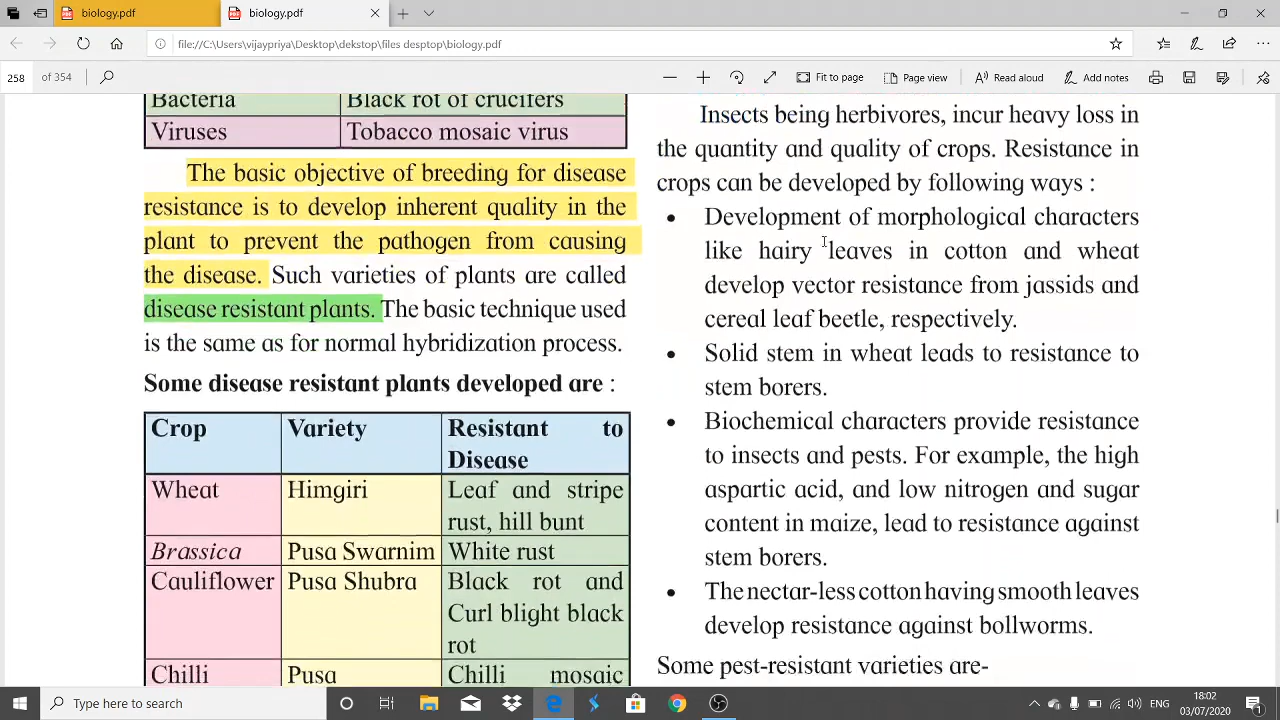 biology.pdf
biology.pdf
file://C:\Users\vijaypriya\Desktop\dekstop\files desptop\biology.pdf
258 of 354
Fit to page
Page view
Read aloud
Add notes
Bacteria Black rot of crucifers
Viruses Tobacco mosaic virus
The basic objective of breeding for disease
resistance is to develop inherent quality in the
plant to prevent the pathogen from causing
the disease. Such varieties of plants are called
disease resistant plants. The basic technique used
is the same as for normal hybridization process.
Some disease resistant plants developed are :
Crop Variety Resistant to
Disease
Wheat Himgiri Leaf and stripe
rust, hill bunt
Brassica Pusa Swarnim White rust
Cauliflower Pusa Shubra Black rot and
Curl blight black
rot
Chilli Pusa Chilli mosaic
Insects being herbivores, incur heavy loss in
the quantity and quality of crops. Resistance in
crops can be developed by following ways :
• Development of morphological characters
like hairy leaves in cotton and wheat
develop vector resistance from jassids and
cereal leaf beetle, respectively.
• Solid stem in wheat leads to resistance to
stem borers.
• Biochemical characters provide resistance
to insects and pests. For example, the high
aspartic acid, and low nitrogen and sugar
content in maize, lead to resistance against
stem borers.
• The nectar-less cotton having smooth leaves
develop resistance against bollworms.
Some pest-resistant varieties are-
Type here to search
ENG
18:02
03/07/2020